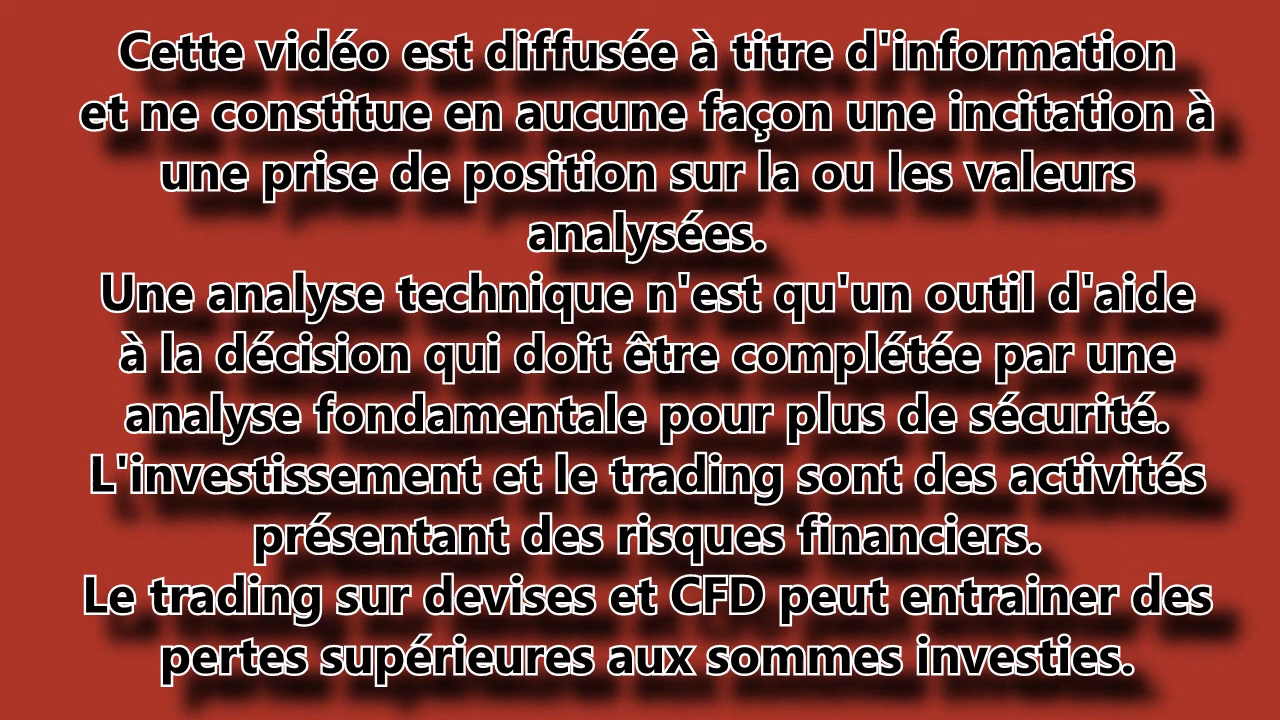 Cette vidéo est diffusée à titre d'information
et ne constitue en aucune façon une incitation à
une prise de position sur la ou les valeurs
analysées.
Une analyse technique n'est qu'un outil d'aide
à la décision qui doit être complétée par une
analyse fondamentale pour plus de sécurité.
L'investissement et le trading sont des activités
présentant des risques financiers.
Le trading sur devises et CFD peut entrainer des
pertes supérieures aux sommes investies.